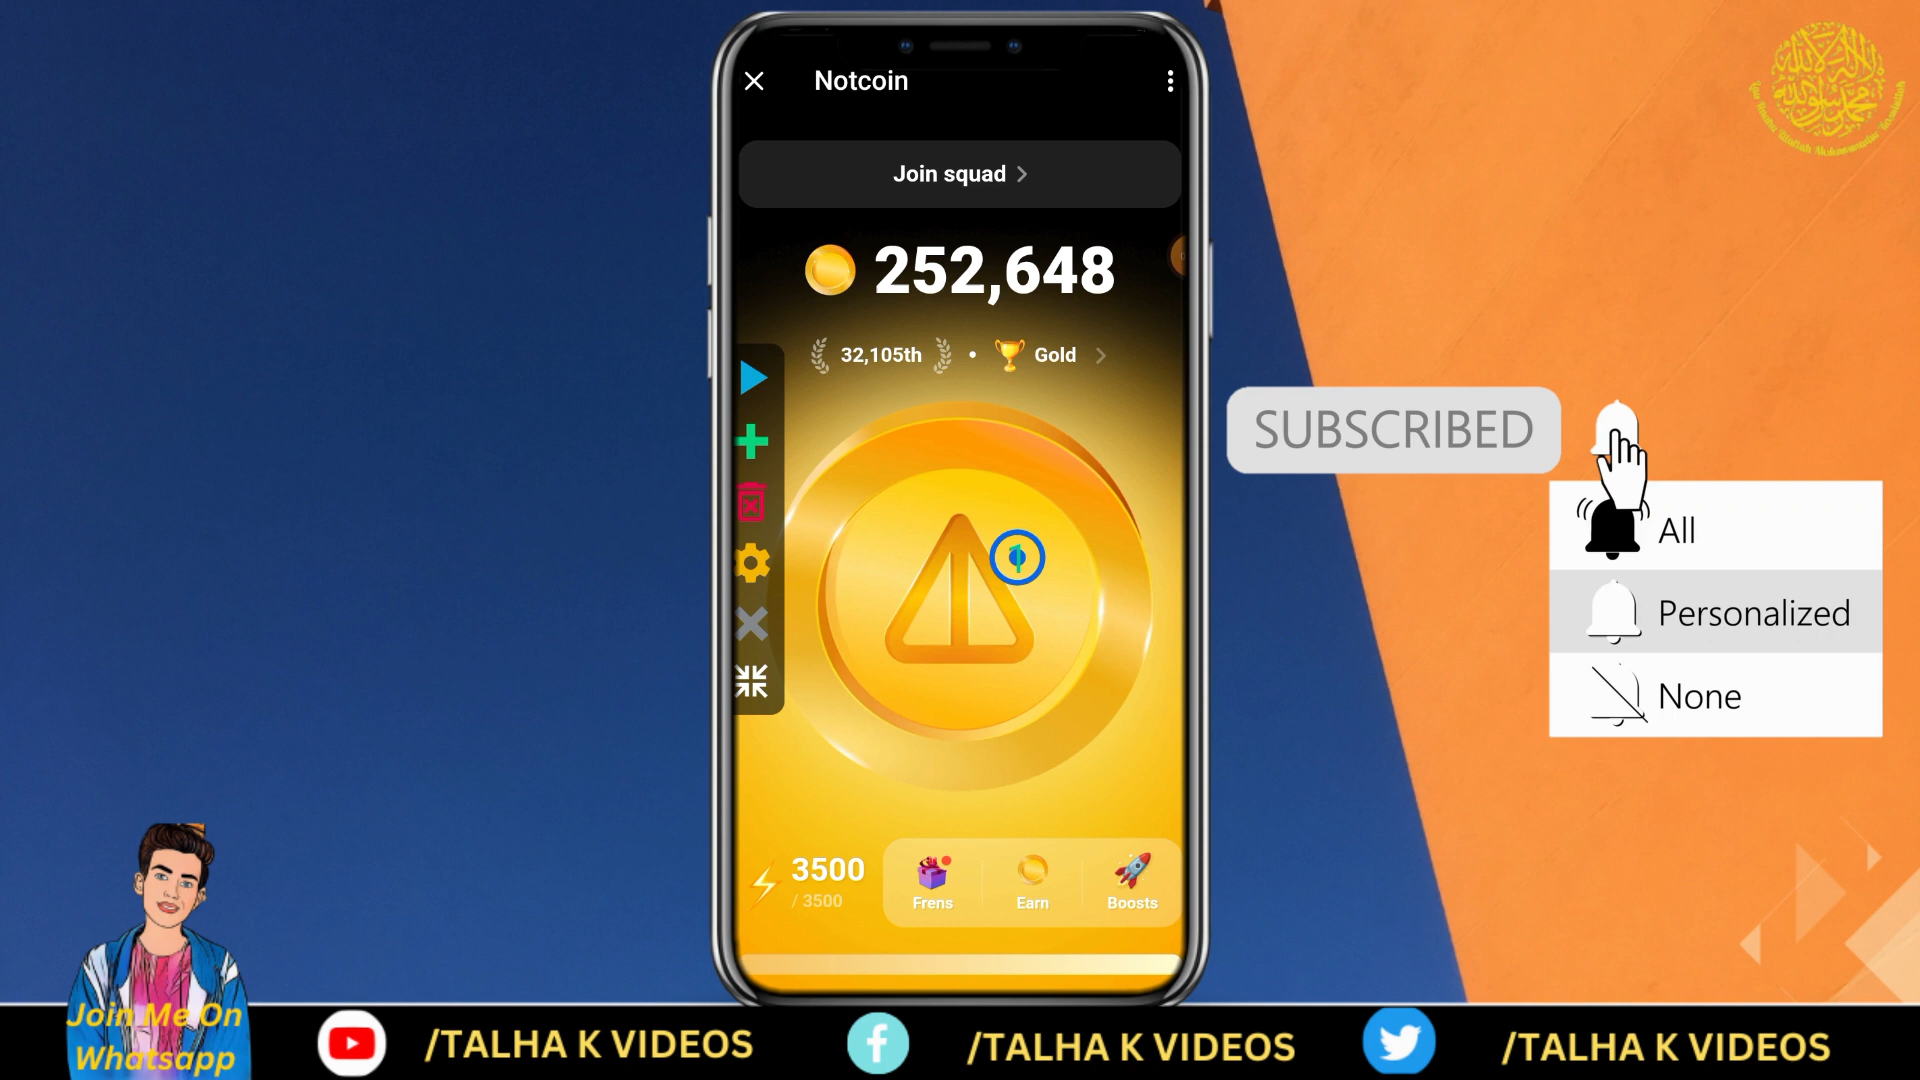 Notcoin
Join squad
252,648
32,105th • Gold
1
3500
/ 3500
Frens
Earn
Boosts
SUBSCRIBED
All
Personalized
None
Join Me On
Whatsapp
/TALHA K VIDEOS
/TALHA K VIDEOS
/TALHA K VIDEOS